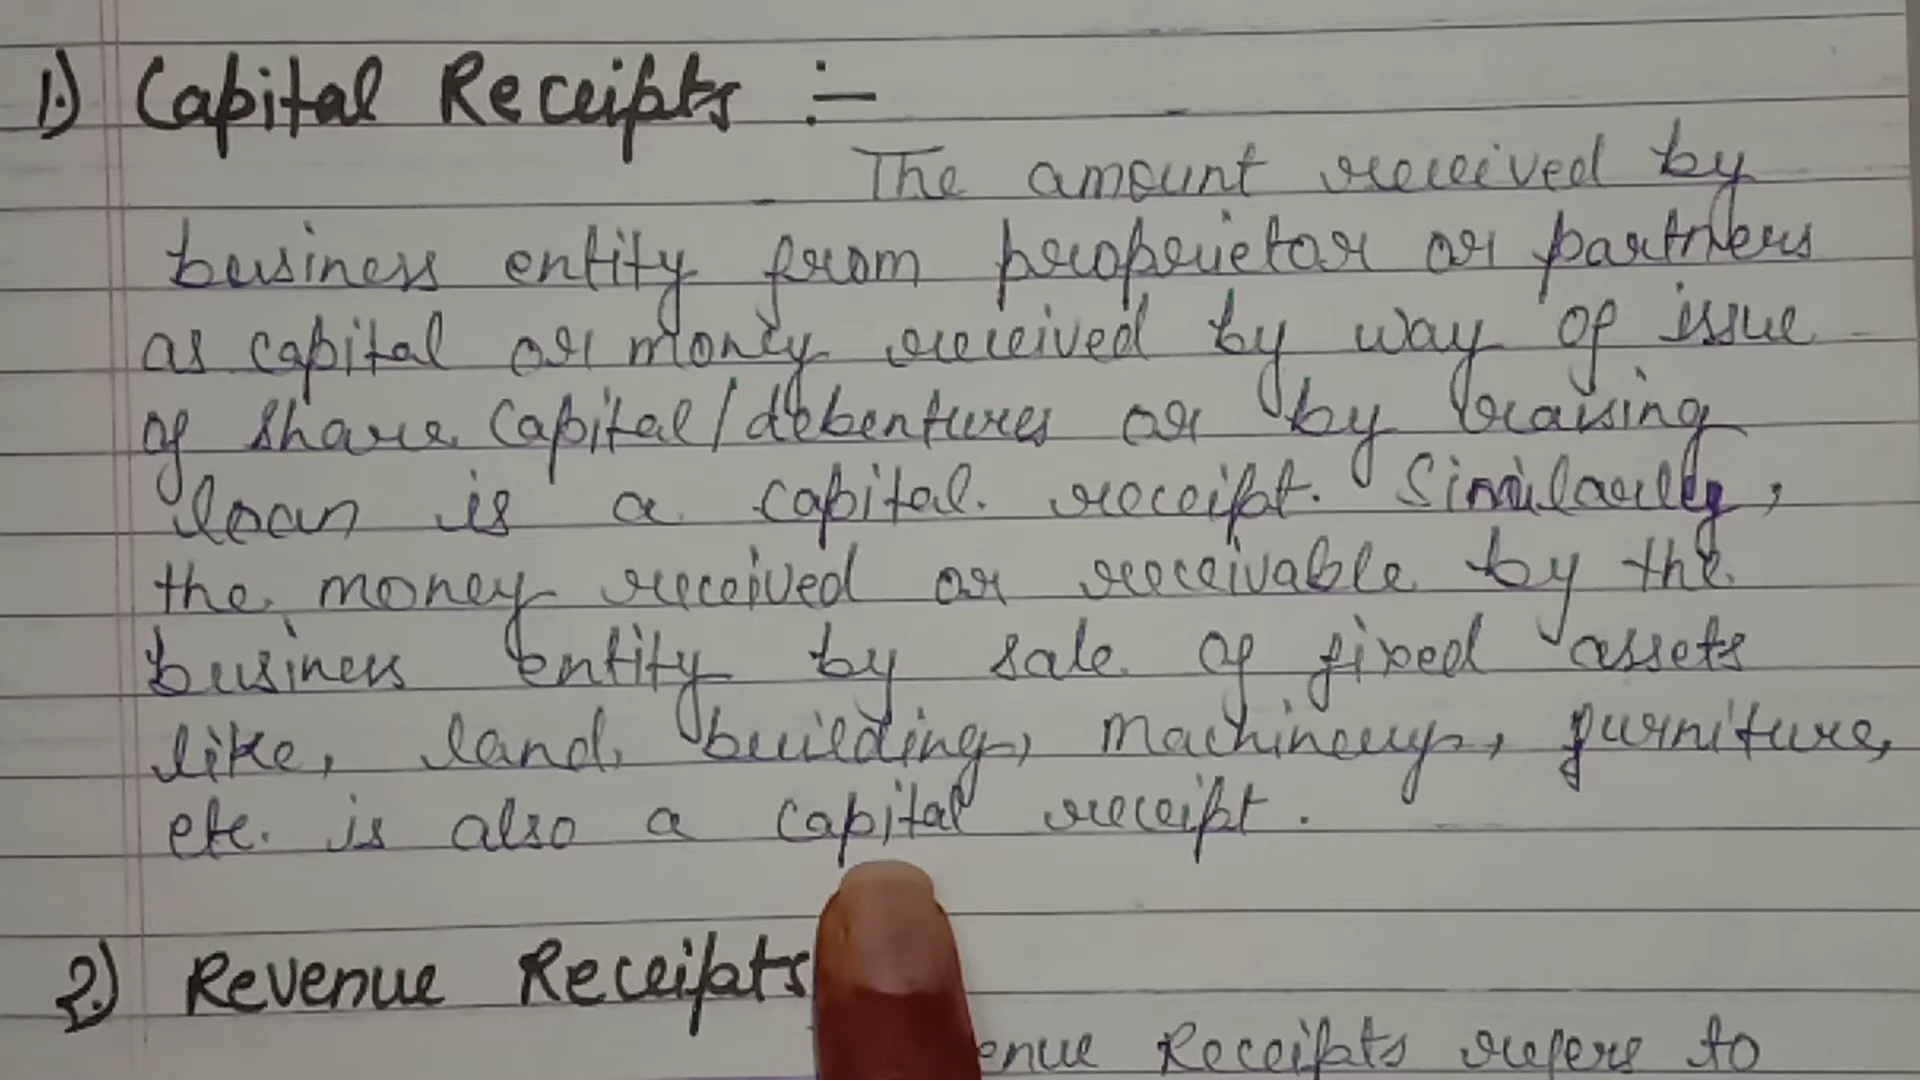 1) Capital Receipts :-
The amount received by
business entity from proprietor or partners
as capital or money received by way of issue
of share capital/debentures or by raising
loan is a capital receipt. Similarly,
the money received or receivable by the
business entity by sale of fixed assets
like, land, building, machinery, furniture,
etc. is also a capital receipt.
2) Revenue Receipts
enue Receipts refers to